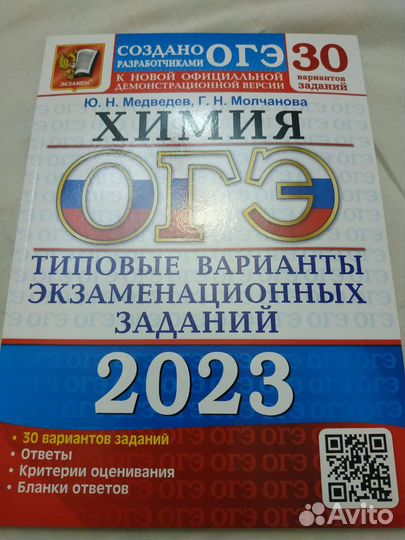 СОЗДАНО
РАЗРАБОТЧИКАМИ ОГЭ
К НОВОЙ ОФИЦИАЛЬНОЙ
ДЕМОНСТРАЦИОННОЙ ВЕРСИИ
30
вариантов
заданий
ЭКЗАМЕН
Ю. Н. Медведев, Г. Н. Молчанова
ХИМИЯ
ОГЭ
ТИПОВЫЕ ВАРИАНТЫ
ЭКЗАМЕНАЦИОННЫХ
ЗАДАНИЙ
2023
• 30 вариантов заданий
• Ответы
• Критерии оценивания
• Бланки ответов
Avito